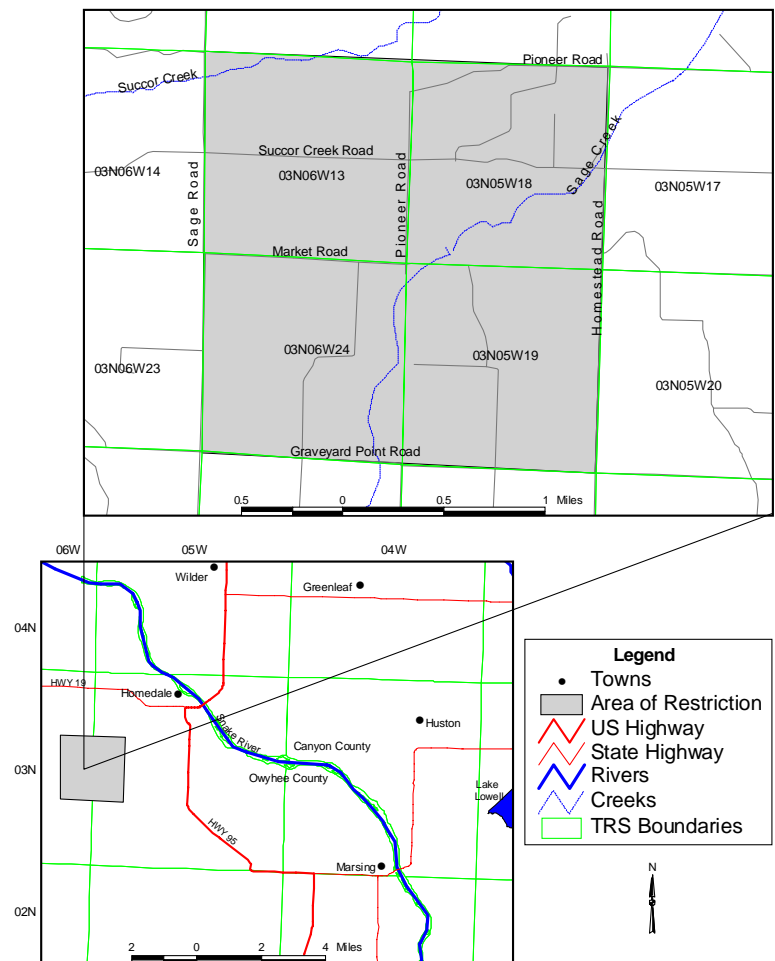 Pioneer Road
Succor Creek
Sage Creek
Succor Creek Road
03N06W14
03N06W13
03N05W18
03N05W17
Sage Road
Pioneer Road
Homestead Road
Market Road
03N06W23
03N06W24
03N05W19
03N05W20
Graveyard Point Road
0.5 0 0.5 1 Miles
06W 05W 04W
Wilder
Greenleaf
04N
HWY 19
Homedale
Snake River
Huston
Canyon County
03N
Owyhee County
Lake
Lowell
HWY 95
Marsing
02N
2 0 2 4 Miles
Legend
Towns
Area of Restriction
US Highway
State Highway
Rivers
Creeks
TRS Boundaries
N